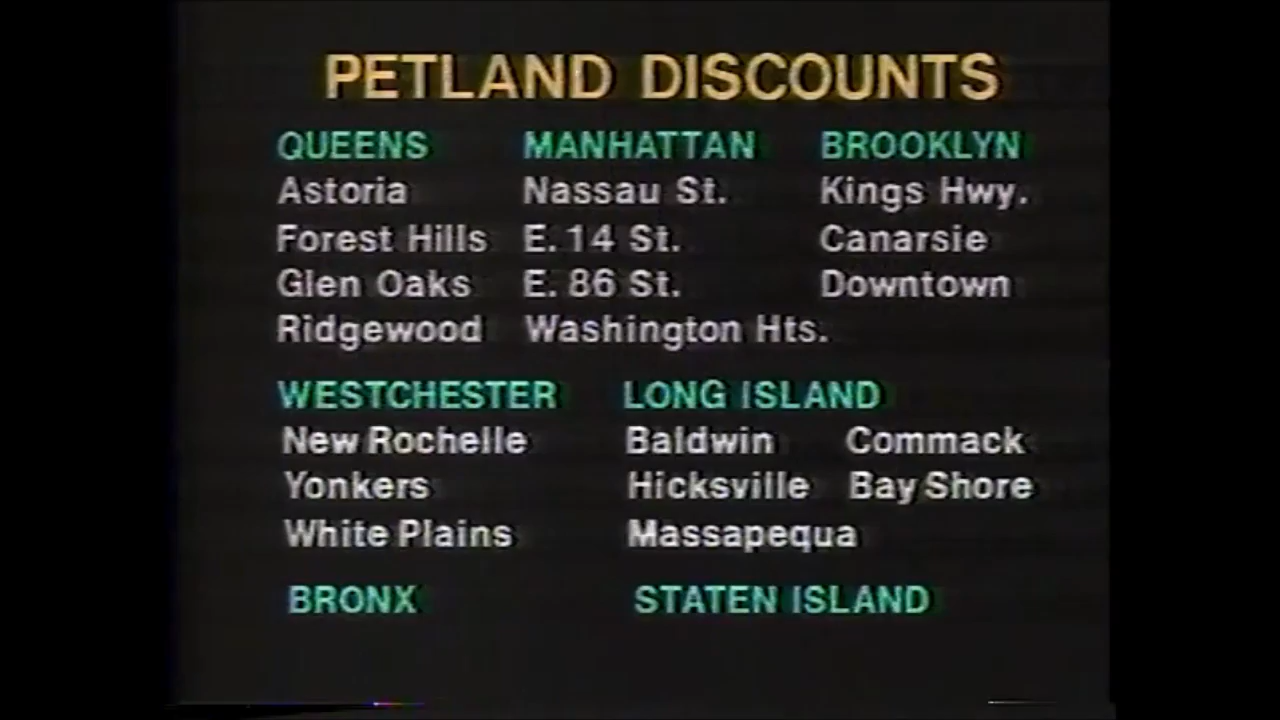 PETLAND DISCOUNTS
QUEENS MANHATTAN BROOKLYN
Astoria Nassau St. Kings Hwy.
Forest Hills E. 14 St. Canarsie
Glen Oaks E. 86 St. Downtown
Ridgewood Washington Hts.
WESTCHESTER LONG ISLAND
New Rochelle Baldwin Commack
Yonkers Hicksville Bay Shore
White Plains Massapequa
BRONX STATEN ISLAND